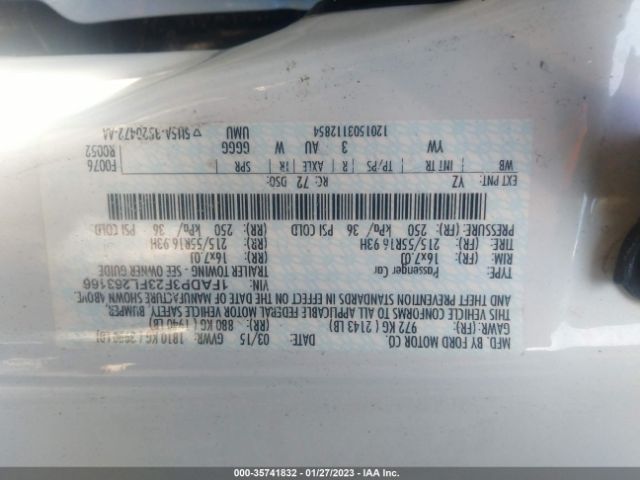 MFD. BY FORD MOTOR CO. DATE: 03/15 GVWR: 1810 KG
GAWR: (FR): 972 KG ( 2143 LB) (RR): 880 KG ( 1940 LB)
THIS VEHICLE CONFORMS TO ALL APPLICABLE FEDERAL MOTOR VEHICLE SAFETY, BUMPER,
AND THEFT PREVENTION STANDARDS IN EFFECT ON THE DATE OF MANUFACTURE SHOWN ABOVE.
VIN: 1FADP3F23FL263166
TYPE: Passenger Car TRAILER TOWING - SEE OWNER GUIDE
RIM: (FR): 16x7.0J (RR): 16x7.0J
TIRE: (FR): 215/55R16 93H (RR): 215/55R16 93H
PRESSURE: (FR): 250 kPa/ 36 PSI COLD (RR): 250 kPa/ 36 PSI COLD
EXT PNT: YZ RC: 72 DSO: F0076
WB INT TR TP/PS R AXLE TR SPR R0052
YW 3 AU W GGGG
1201503112854 UMU ▽ 5U5A-3520472-AA
000-35741832 - 01/27/2023 - IAA Inc.